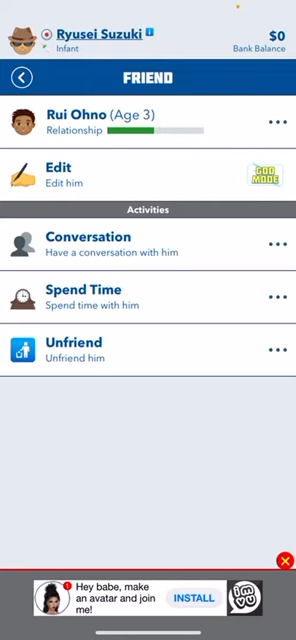 Ryusei Suzuki i
$0
Infant
Bank Balance
FRIEND
Rui Ohno (Age 3)
Relationship
Edit
Edit him
GOD MODE
Activities
Conversation
Have a conversation with him
Spend Time
Spend time with him
Unfriend
Unfriend him
Hey babe, make
an avatar and join
me!
1
INSTALL
imvu